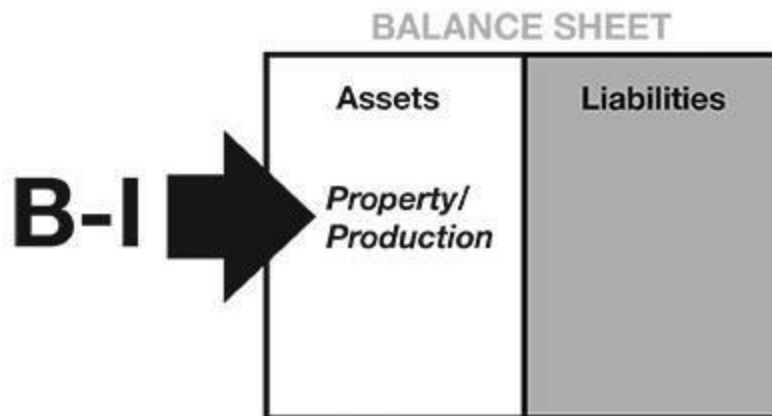 BALANCE SHEET
Assets
Liabilities
B-I
Property/
Production